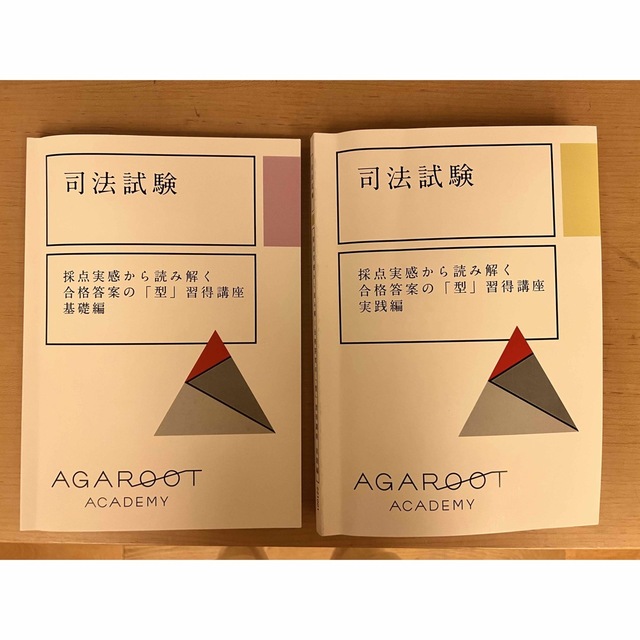 司法試験
採点実感から読み解く
合格答案の「型」習得講座
基礎編
AGAROOT
ACADEMY
司法試験
採点実感から読み解く
合格答案の「型」習得講座
実践編
AGAROOT
ACADEMY